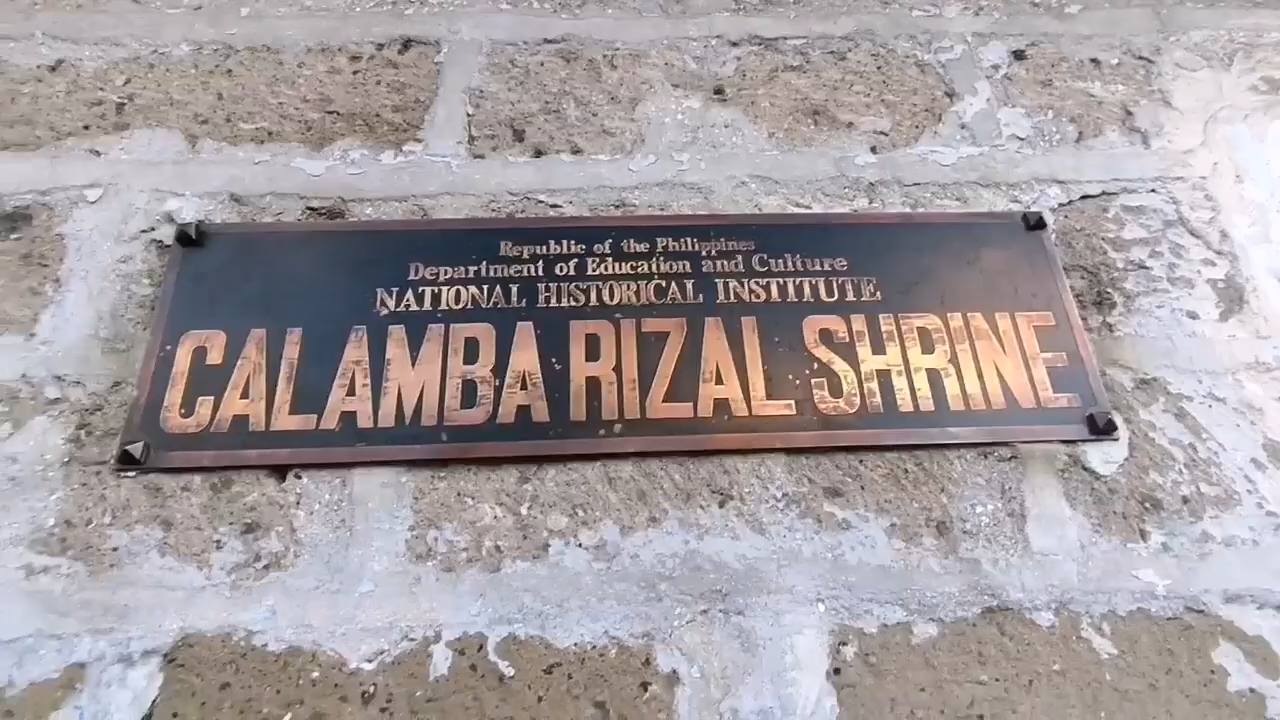 Republic of the Philippines
Department of Education and Culture
NATIONAL HISTORICAL INSTITUTE
CALAMBA RIZAL SHRINE